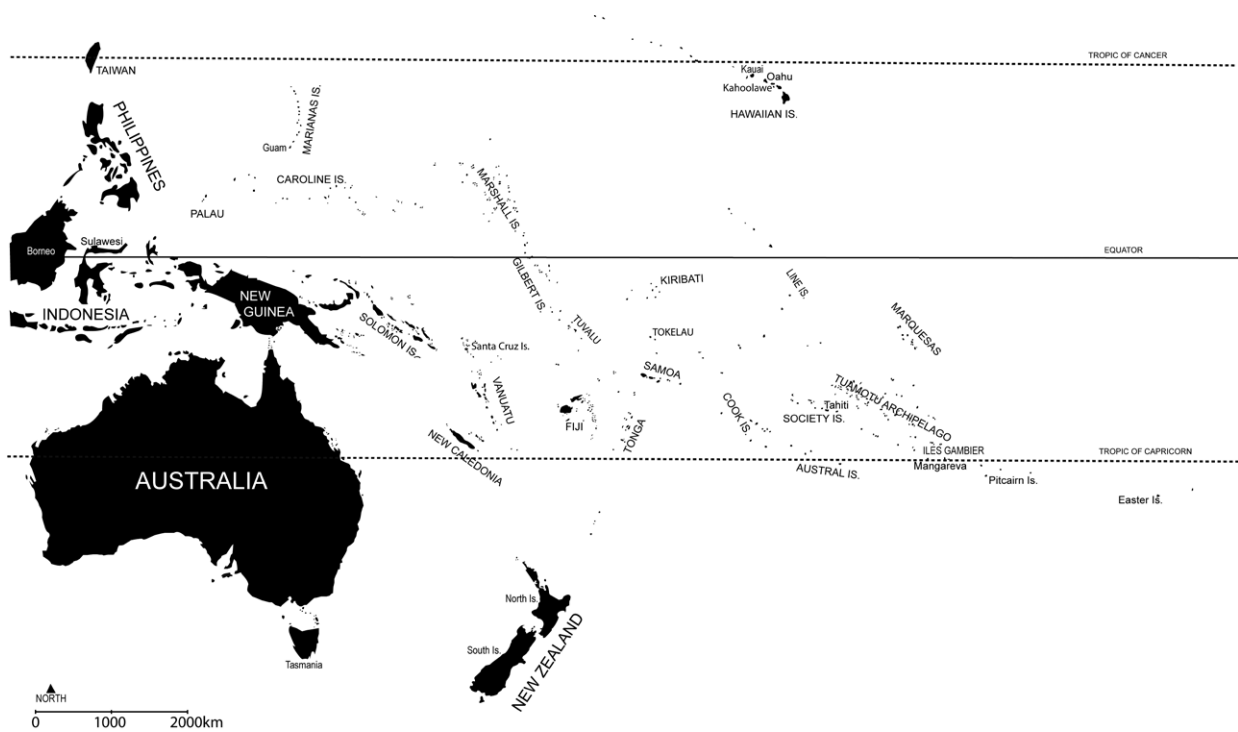 TROPIC OF CANCER
TAIWAN
Kauai
Oahu
Kahoolawe
HAWAIIAN IS.
PHILIPPINES
MARIANAS IS.
Guam
CAROLINE IS.
MARSHALL IS.
PALAU
Sulawesi
Borneo
EQUATOR
GILBERT IS.
KIRIBATI
LINE IS.
NEW
GUINEA
INDONESIA
SOLOMON IS.
TUVALU
MARQUESAS
TOKELAU
Santa Cruz Is.
SAMOA
VANUATU
TUAMOTU ARCHIPELAGO
Tahiti
COOK IS.
SOCIETY IS.
FIJI
TONGA
NEW CALEDONIA
ILES GAMBIER
TROPIC OF CAPRICORN
Mangareva
AUSTRAL IS.
Pitcairn Is.
AUSTRALIA
Easter Is.
North Is.
NEW ZEALAND
South Is.
Tasmania
NORTH
0 1000 2000km